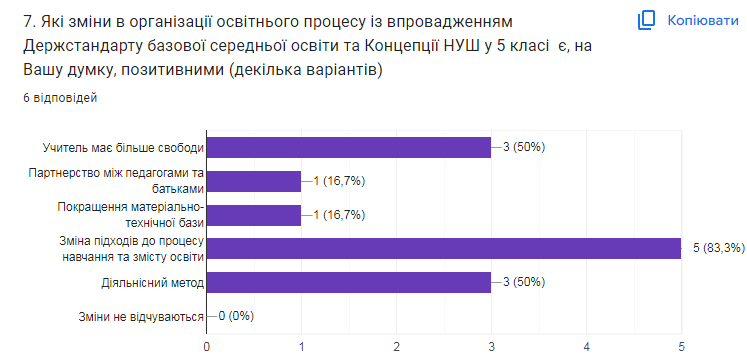 7. Які зміни в організації освітнього процесу із впровадженням
Держстандарту базової середньої освіти та Концепції НУШ у 5 класі є, на
Вашу думку, позитивними (декілька варіантів)
Копіювати
6 відповідей
Учитель має більше свободи
3 (50%)
Партнерство між педагогами та
батьками
1 (16,7%)
Покращення матеріально-
технічної бази
1 (16,7%)
Зміна підходів до процесу
навчання та змісту освіти
5 (83,3%)
Діяльнісний метод
3 (50%)
Зміни не відчуваються
0 (0%)
0 1 2 3 4 5